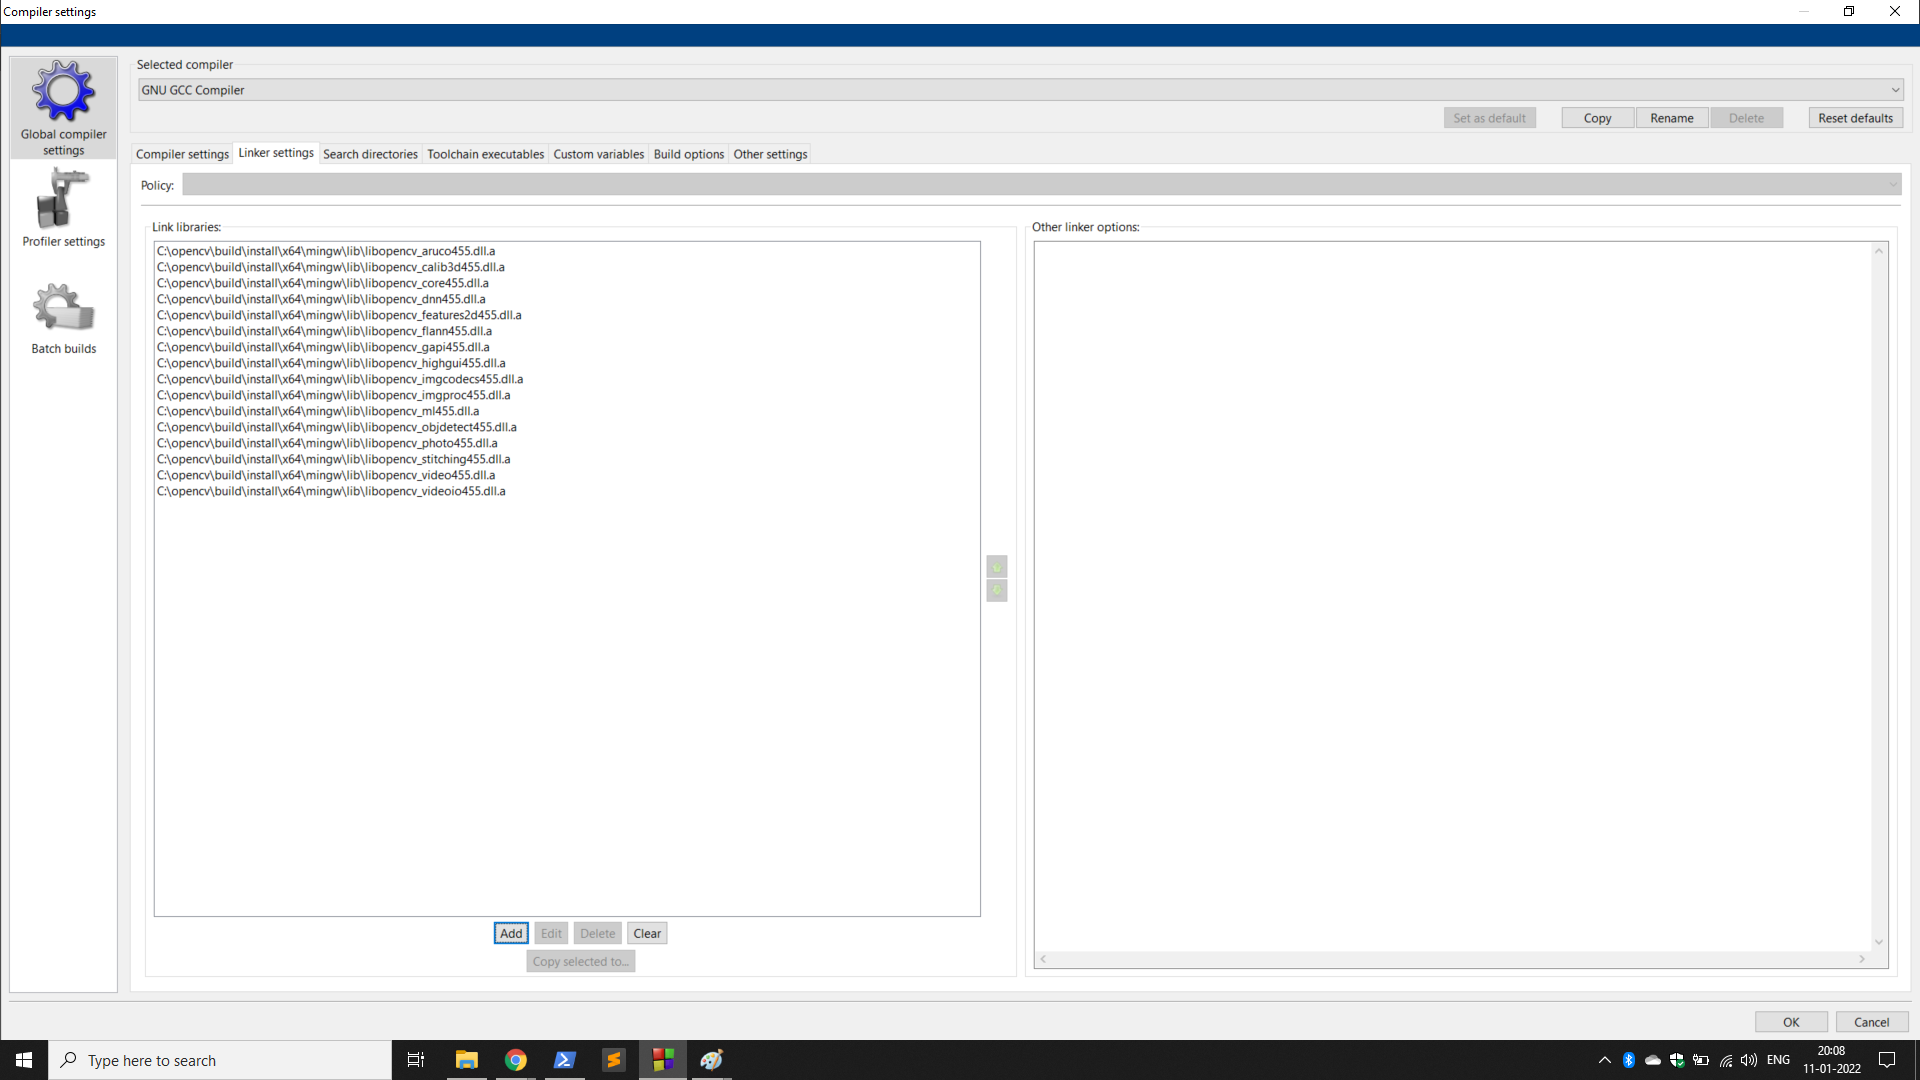 Compiler settings
Global compiler
settings
Profiler settings
Batch builds
Selected compiler
GNU GCC Compiler
Set as default
Copy
Rename
Delete
Reset defaults
Compiler settings
Linker settings
Search directories
Toolchain executables
Custom variables
Build options
Other settings
Policy:
Link libraries:
C:\opencv\build\install\x64\mingw\lib\libopencv_aruco455.dll.a
C:\opencv\build\install\x64\mingw\lib\libopencv_calib3d455.dll.a
C:\opencv\build\install\x64\mingw\lib\libopencv_core455.dll.a
C:\opencv\build\install\x64\mingw\lib\libopencv_dnn455.dll.a
C:\opencv\build\install\x64\mingw\lib\libopencv_features2d455.dll.a
C:\opencv\build\install\x64\mingw\lib\libopencv_flann455.dll.a
C:\opencv\build\install\x64\mingw\lib\libopencv_gapi455.dll.a
C:\opencv\build\install\x64\mingw\lib\libopencv_highgui455.dll.a
C:\opencv\build\install\x64\mingw\lib\libopencv_imgcodecs455.dll.a
C:\opencv\build\install\x64\mingw\lib\libopencv_imgproc455.dll.a
C:\opencv\build\install\x64\mingw\lib\libopencv_ml455.dll.a
C:\opencv\build\install\x64\mingw\lib\libopencv_objdetect455.dll.a
C:\opencv\build\install\x64\mingw\lib\libopencv_photo455.dll.a
C:\opencv\build\install\x64\mingw\lib\libopencv_stitching455.dll.a
C:\opencv\build\install\x64\mingw\lib\libopencv_video455.dll.a
C:\opencv\build\install\x64\mingw\lib\libopencv_videoio455.dll.a
Add
Edit
Delete
Clear
Copy selected to...
Other linker options:
OK
Cancel
Type here to search
ENG
20:08
11-01-2022